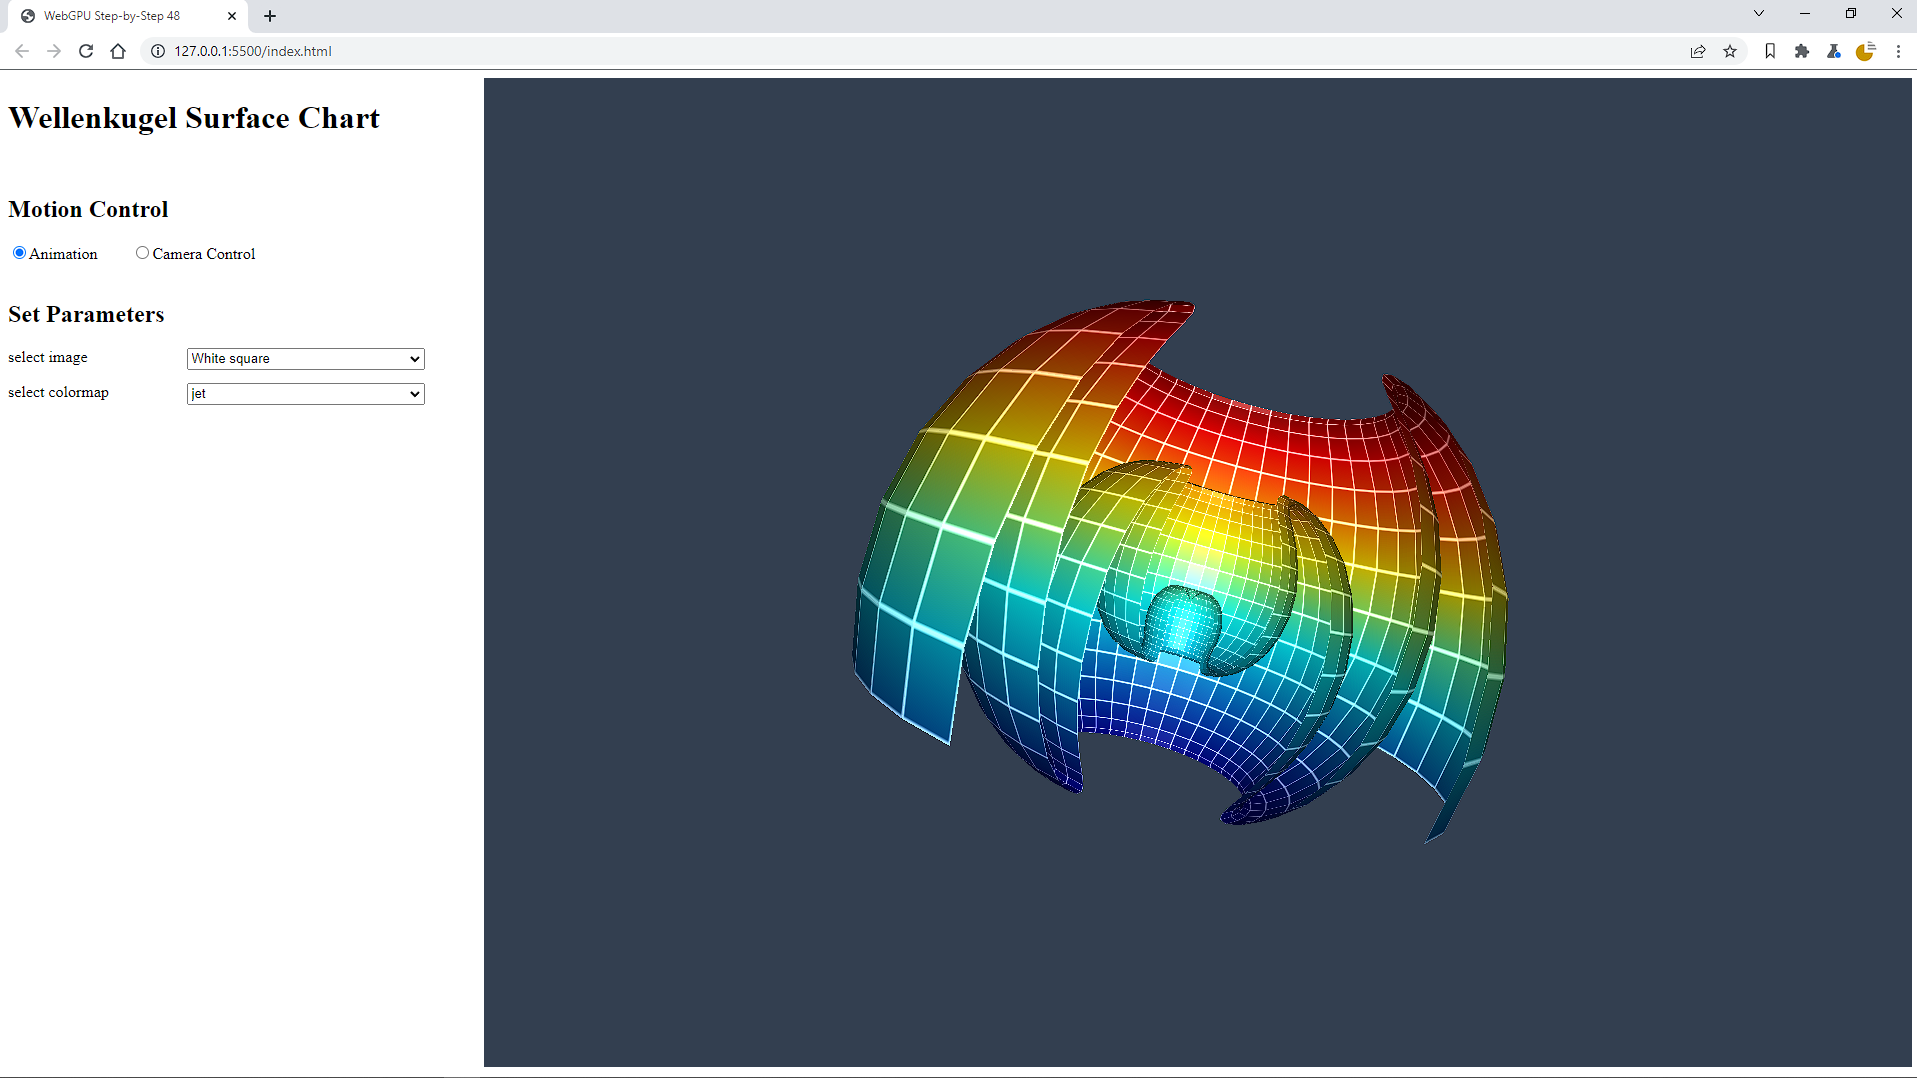 WebGPU Step-by-Step 48
127.0.0.1:5500/index.html
Wellenkugel Surface Chart
Motion Control
Animation Camera Control
Set Parameters
select image White square
select colormap jet